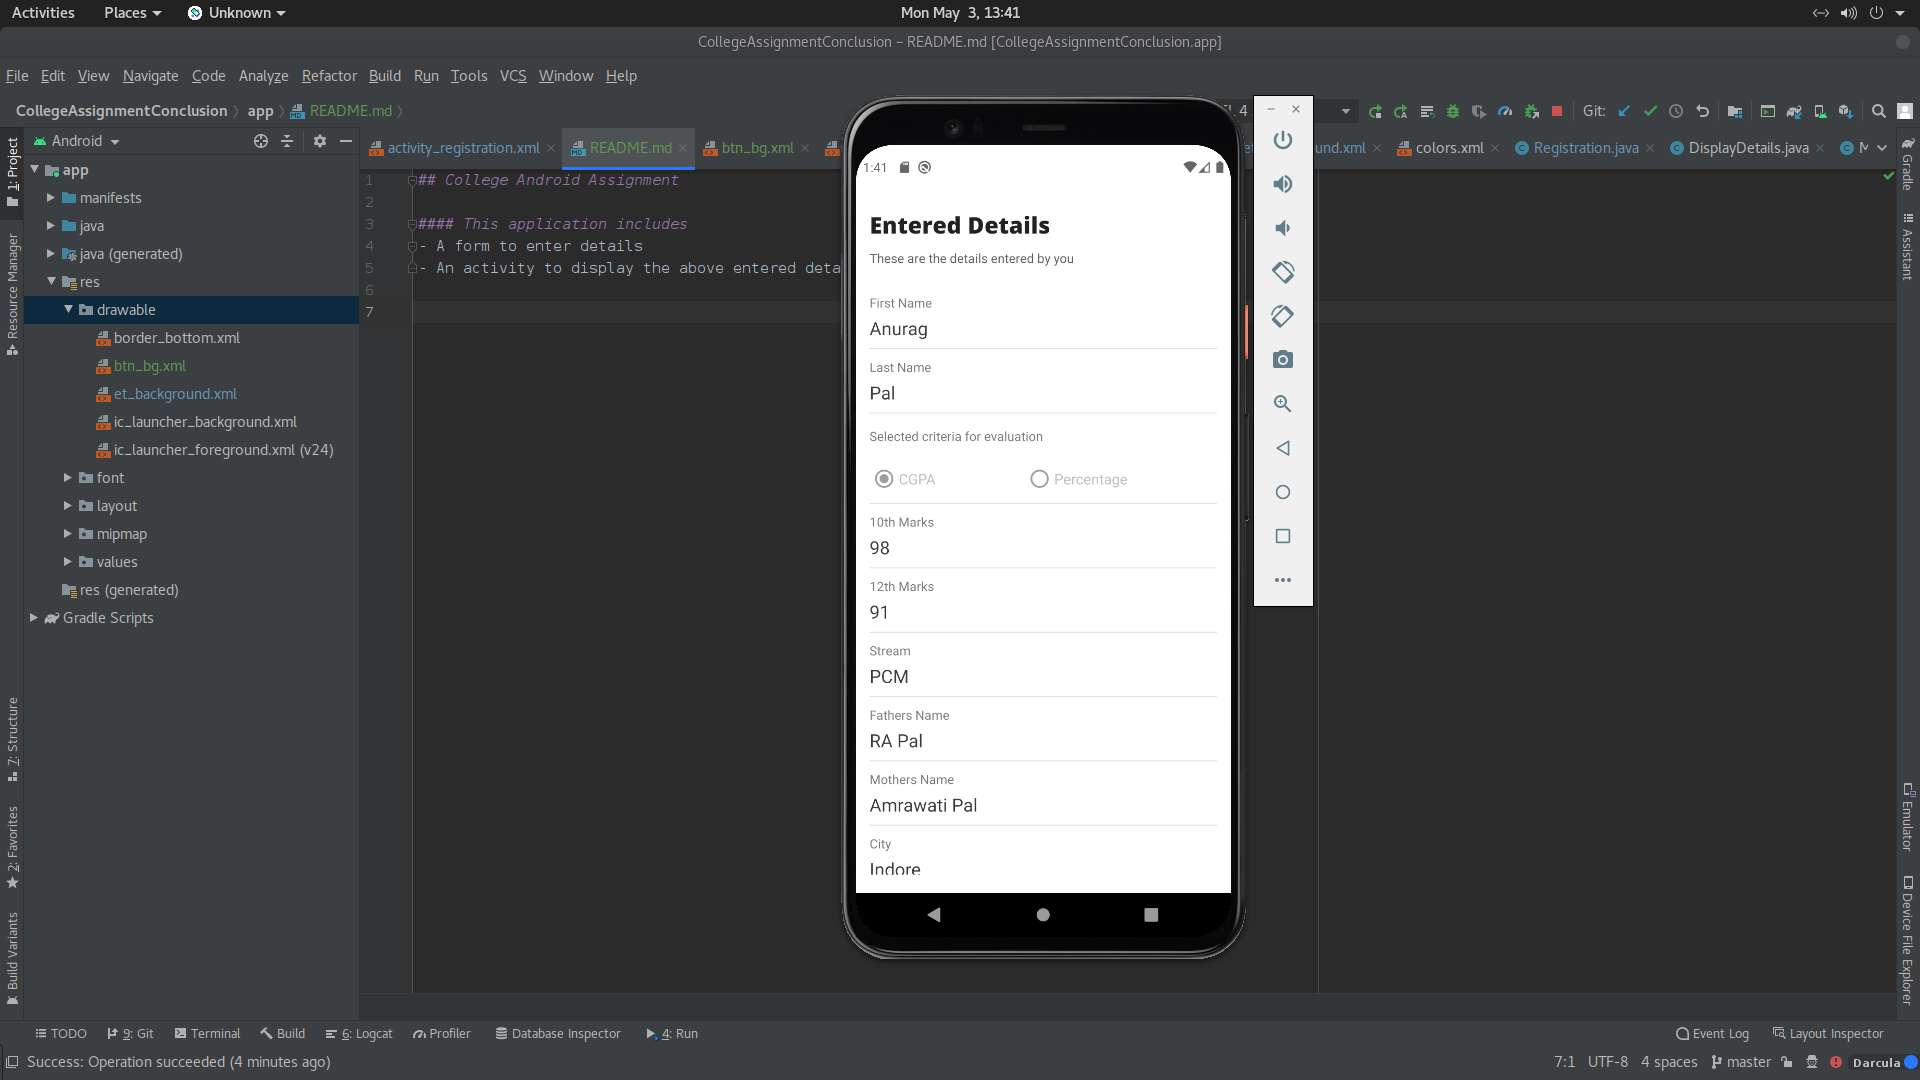 Activities Places Unknown Mon May 3, 13:41
CollegeAssignmentConclusion – README.md [CollegeAssignmentConclusion.app]
File Edit View Navigate Code Analyze Refactor Build Run Tools VCS Window Help
CollegeAssignmentConclusion app README.md
Git:
Android
activity_registration.xml README.md btn_bg.xml und.xml colors.xml Registration.java DisplayDetails.java
1: Project
Resource Manager
7: Structure
2: Favorites
Build Variants
app
manifests
java
java (generated)
res
drawable
border_bottom.xml
btn_bg.xml
et_background.xml
ic_launcher_background.xml
ic_launcher_foreground.xml (v24)
font
layout
mipmap
values
res (generated)
Gradle Scripts
1 ## College Android Assignment
2
3 #### This application includes
4 - A form to enter details
5 - An activity to display the above entered deta
6
7
1:41
Entered Details
These are the details entered by you
First Name
Anurag
Last Name
Pal
Selected criteria for evaluation
CGPA Percentage
10th Marks
98
12th Marks
91
Stream
PCM
Fathers Name
RA Pal
Mothers Name
Amrawati Pal
City
Indore
Gradle
Assistant
Emulator
Device File Explorer
TODO 9: Git Terminal Build 6: Logcat Profiler Database Inspector 4: Run Event Log Layout Inspector
Success: Operation succeeded (4 minutes ago) 7:1 UTF-8 4 spaces master Darcula